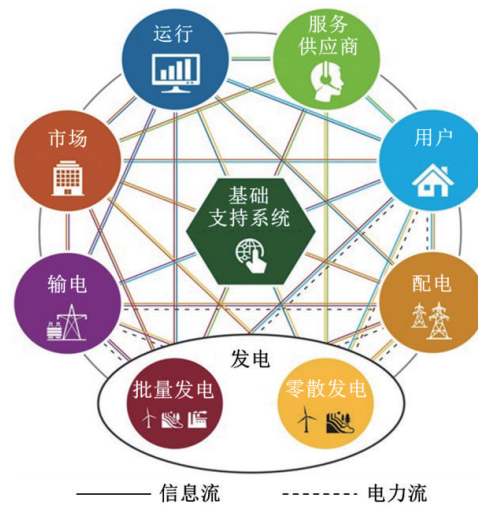 运行
服务
供应商
市场
用户
基础
支持系统
输电
配电
发电
批量发电
零散发电
信息流
电力流